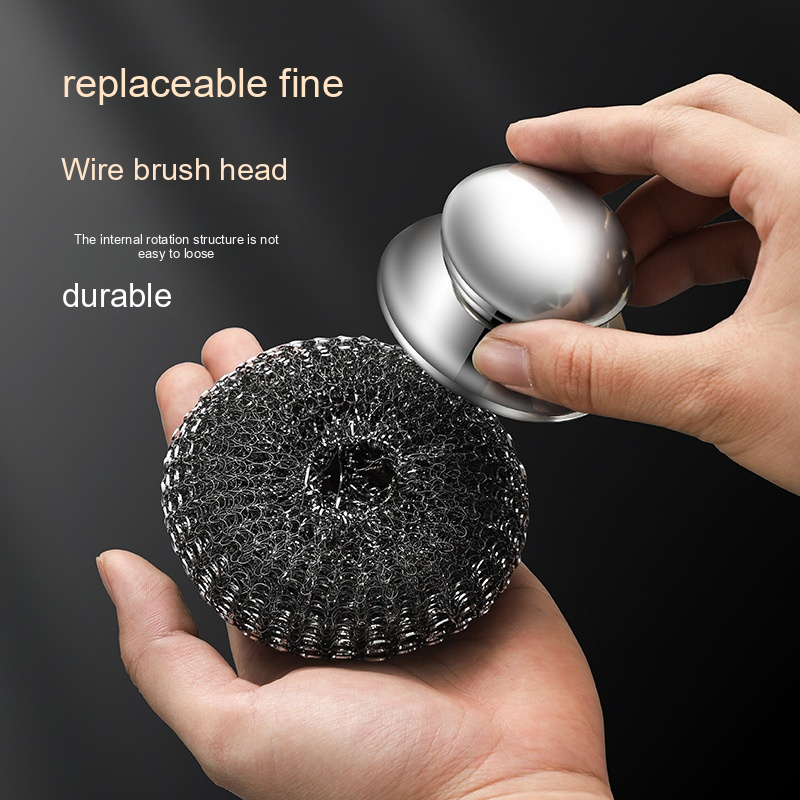 replaceable fine
Wire brush head
The internal rotation structure is not
easy to loose
durable